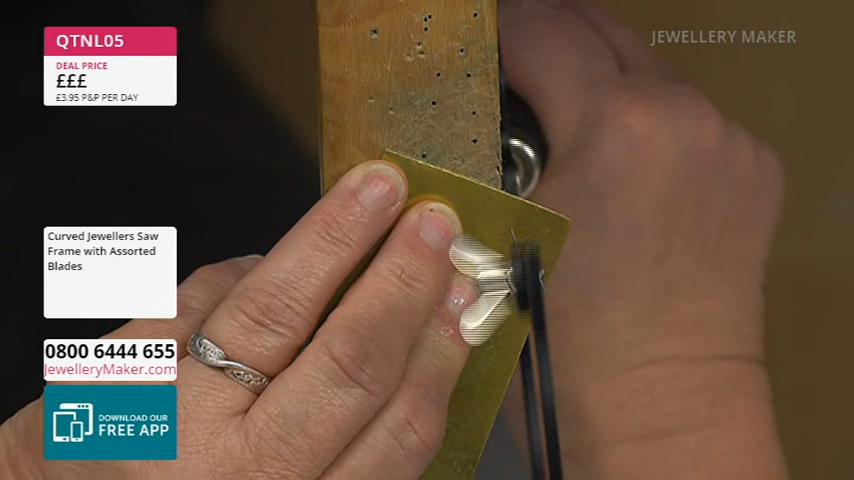 QTNL05
DEAL PRICE
£££
£3.95 P&P PER DAY
JEWELLERY MAKER
Curved Jewellers Saw
Frame with Assorted
Blades
0800 6444 655
JewelleryMaker.com
DOWNLOAD OUR
FREE APP